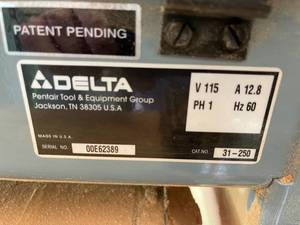 PATENT PENDING
DELTA
Pentair Tool & Equipment Group
Jackson, TN 38305 U.S.A
V 115 A 12.8
PH 1 Hz 60
MADE IN U.S.A.
SERIAL NO. 00E62389
CAT.NO. 31-250